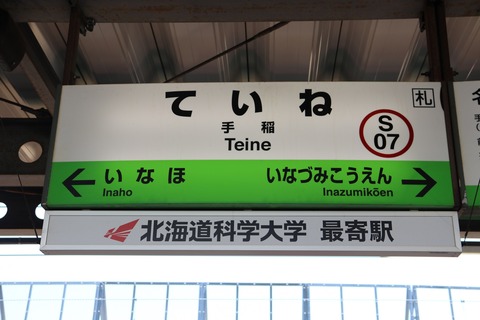 ていね
札
手稲
Teine
S
07
いなほ
Inaho
いなづみこうえん
Inazumikōen
北海道科学大学 最寄駅